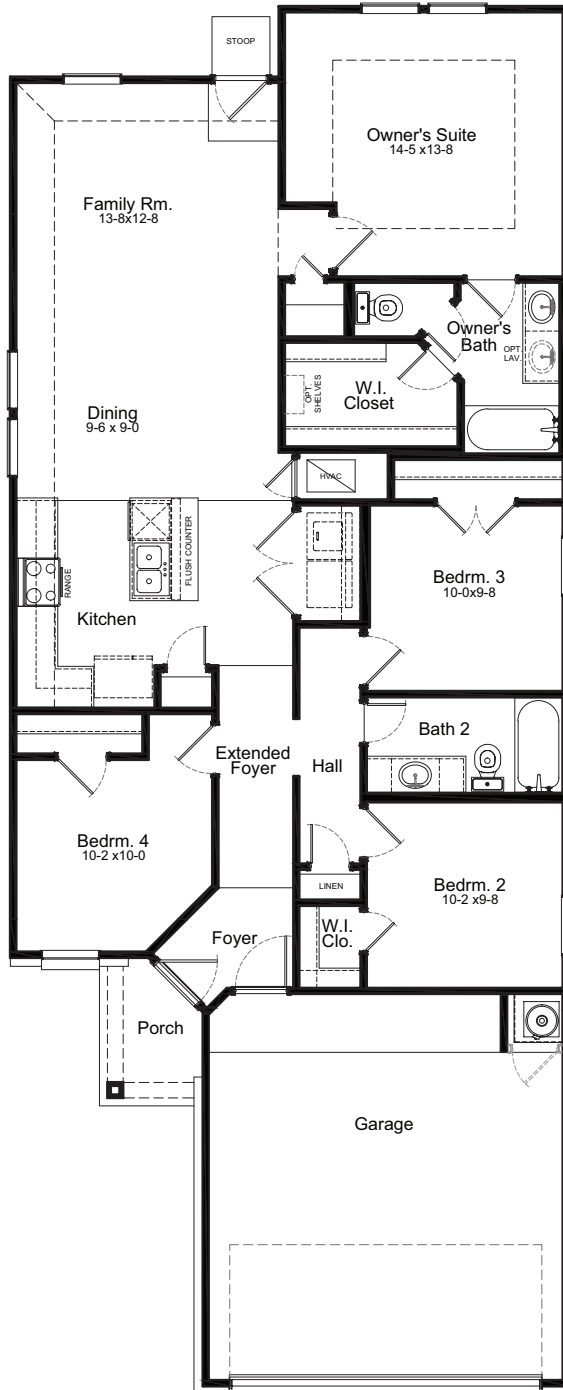 STOOP
Owner's Suite
14-5 x13-8
Family Rm.
13-8x12-8
Owner's
Bath
OPT.
LAV.
W.I.
Closet
OPT.
SHELVES
Dining
9-6 x 9-0
HVAC
FLUSH COUNTER
RANGE
Kitchen
Bedrm. 3
10-0x9-8
Bath 2
Extended
Foyer
Hall
Bedrm. 4
10-2 x10-0
LINEN
Bedrm. 2
10-2 x9-8
W.I.
Clo.
Foyer
Porch
Garage